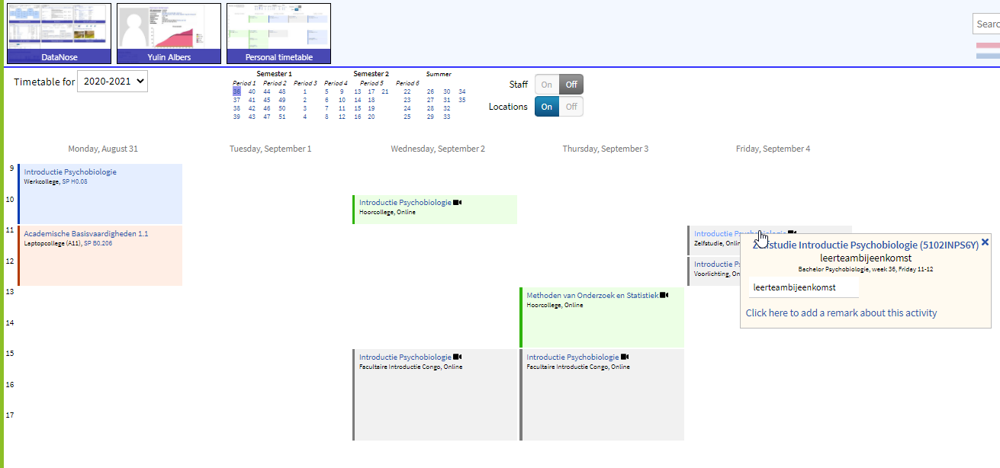 DataNose
Yulin Albers
Personal timetable
Searc
Timetable for 2020-2021
Semester 1 Semester 2 Summer
Period 1 Period 2 Period 3 Period 4 Period 5 Period 6
36 40 44 48 1 5 9 13 17 21 22 26 30 34
37 41 45 49 2 6 10 14 18 23 27 31 35
38 42 46 50 3 7 11 15 19 24 28 32
39 43 47 51 4 8 12 16 20 25 29 33
Staff On Off
Locations On Off
Monday, August 31
Tuesday, September 1
Wednesday, September 2
Thursday, September 3
Friday, September 4
9
10
11
12
13
14
15
16
17
Introductie Psychobiologie
Werkcollege, SP H0.08
Academische Basisvaardigheden 1.1
Laptopcollege (A11), SP B0.206
Introductie Psychobiologie
Hoorcollege, Online
Introductie Psychobiologie
Facultaire Introductie Congo, Online
Methoden van Onderzoek en Statistiek
Hoorcollege, Online
Introductie Psychobiologie
Facultaire Introductie Congo, Online
Introductie Psychobiologie
Zelfstudie, Onlin
Introductie P
Voorlichting, On
Zelfstudie Introductie Psychobiologie (5102INPS6Y)
leerteambijeenkomst
Bachelor Psychobiologie, week 36, Friday 11-12
leerteambijeenkomst
Click here to add a remark about this activity